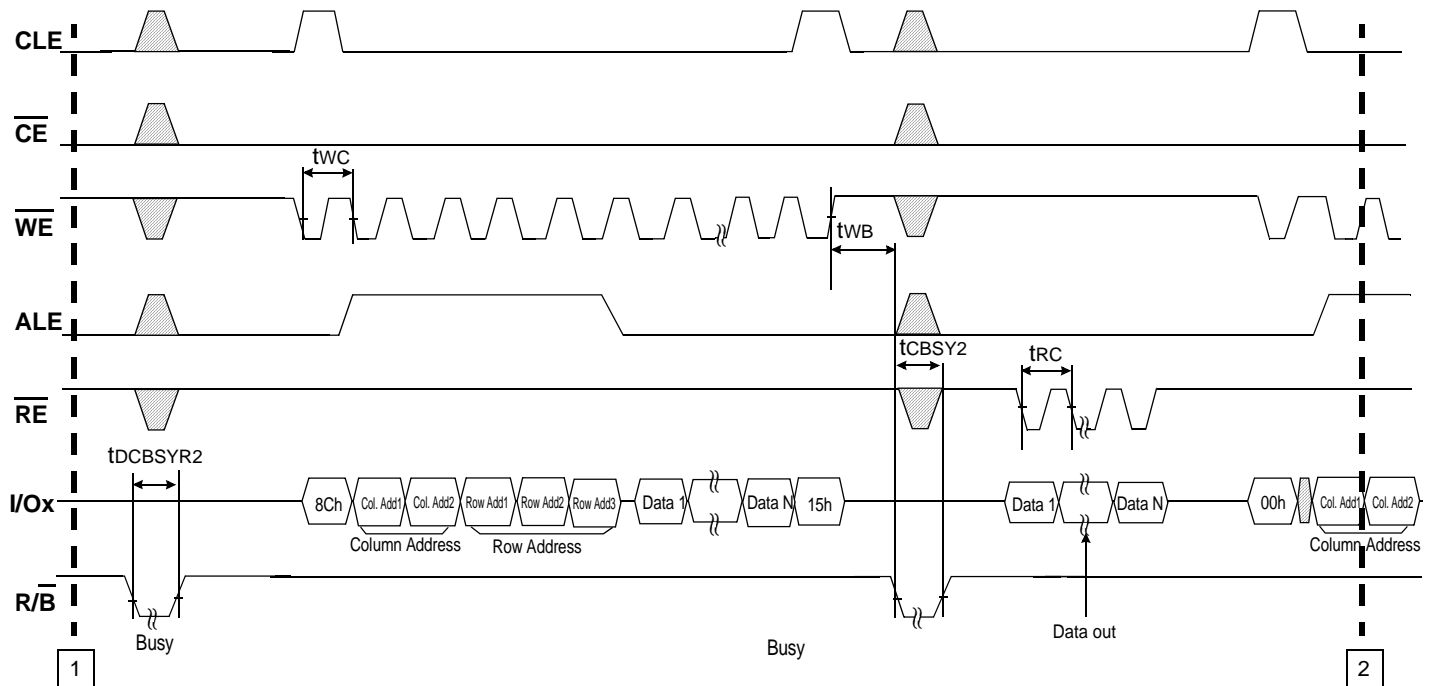 CLE
CE
tWC
WE
tWB
ALE
tCBSY2
tRC
RE
tDCBSYR2
I/Ox
8Ch Col. Add1 Col. Add2 Row Add1 Row Add2 Row Add3 Data 1 Data N 15h Data 1 Data N 00h Col. Add1 Col. Add2
Column Address Row Address Column Address
R/B
Busy Busy Data out
1 2